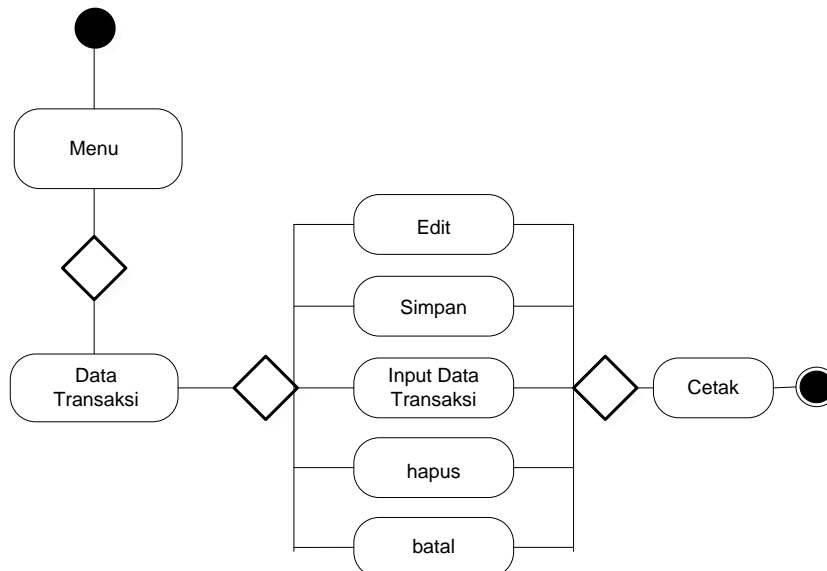 Menu
Data
Transaksi
Edit
Simpan
Input Data
Transaksi
hapus
batal
Cetak